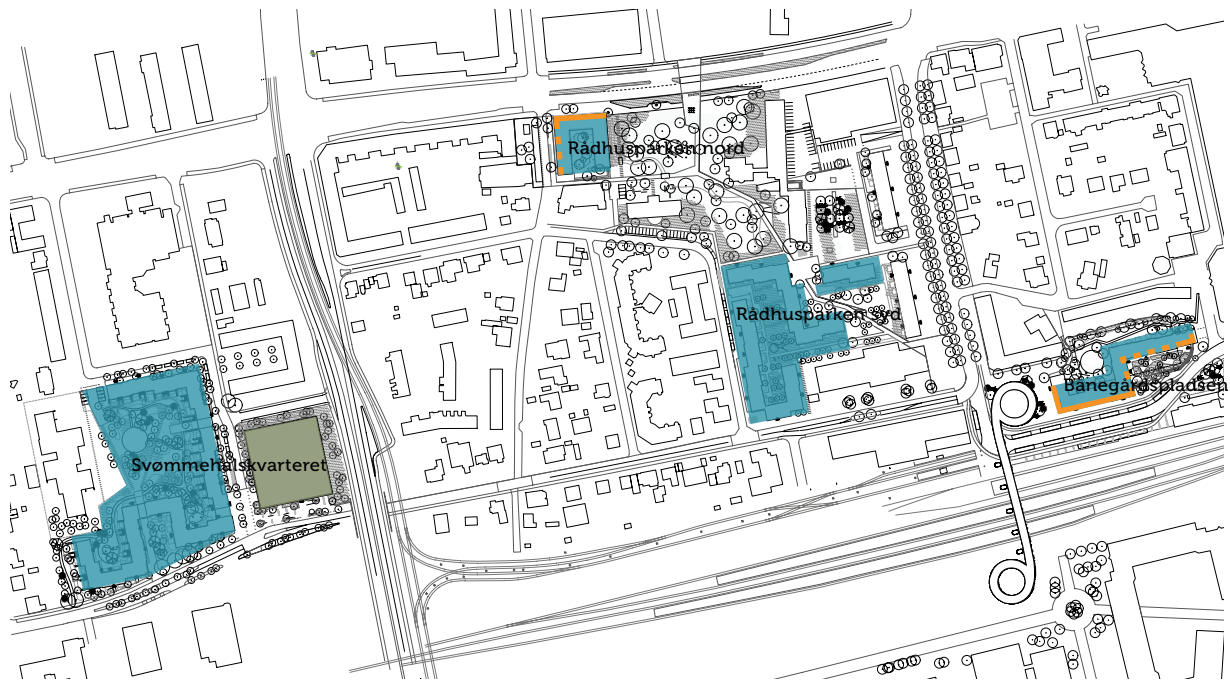 Rådhusparken nord
Rådhusparken syd
Banegårdspladsen
Svømmehalskvarteret